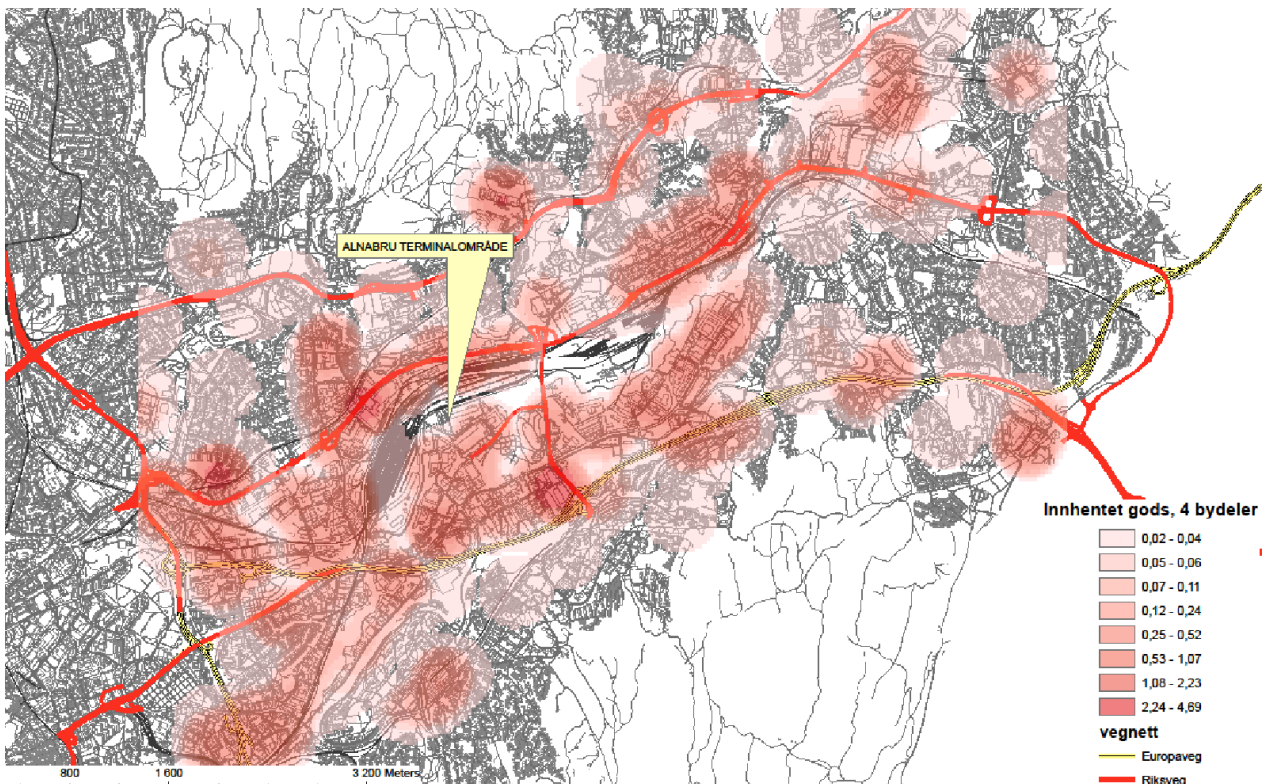 ALNABRU TERMINALOMRÅDE
Innhentet gods, 4 bydeler
0,02 - 0,04
0,05 - 0,06
0,07 - 0,11
0,12 - 0,24
0,25 - 0,52
0,53 - 1,07
1,08 - 2,23
2,24 - 4,69
vegnett
Europaveg
Riksveg
800 1 600 3 200 Meters